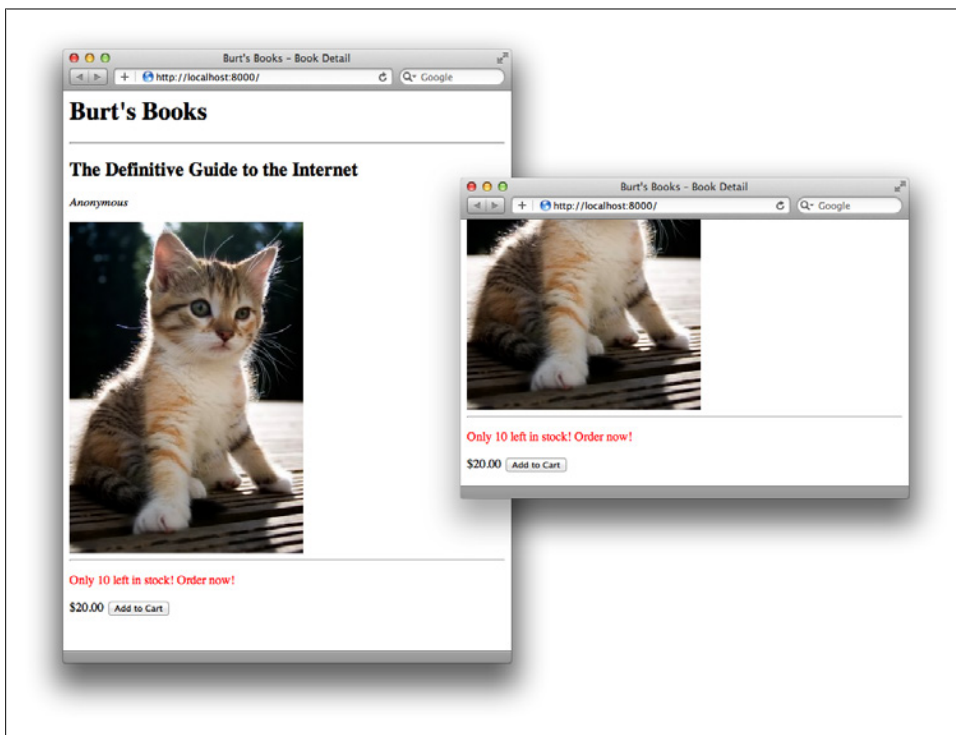 Burt's Books - Book Detail
http://localhost:8000/
Google
Burt's Books
The Definitive Guide to the Internet
Anonymous
Only 10 left in stock! Order now!
$20.00 Add to Cart
Burt's Books - Book Detail
http://localhost:8000/
Google
Only 10 left in stock! Order now!
$20.00 Add to Cart